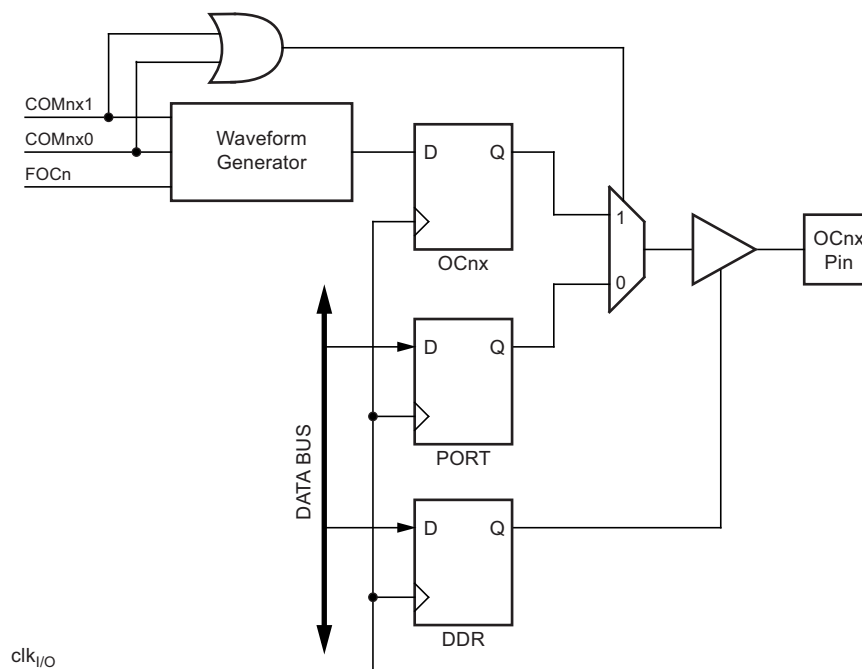 COMnx1
COMnx0
FOCn
Waveform
Generator
D
Q
OCnx
1
0
OCnx
Pin
D
Q
PORT
DATA BUS
D
Q
DDR
clkI/O